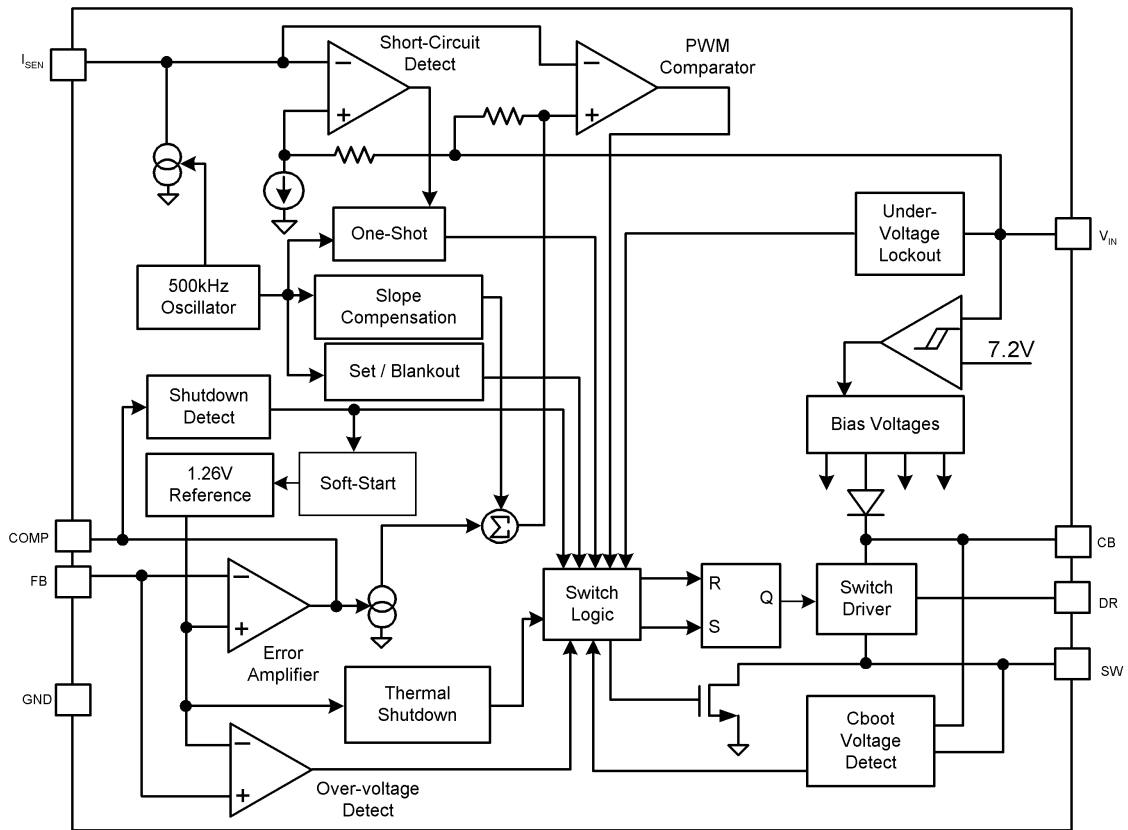 I_SEN
Short-Circuit
Detect
PWM
Comparator
−
+
−
+
One-Shot
Under-
Voltage
Lockout
V_IN
500kHz
Oscillator
Slope
Compensation
7.2V
Set / Blankout
Shutdown
Detect
Bias Voltages
1.26V
Reference
Soft-Start
Σ
COMP
CB
FB
−
+
Error
Amplifier
Switch
Logic
R
S
Q
Switch
Driver
DR
SW
GND
Thermal
Shutdown
Cboot
Voltage
Detect
−
+
Over-voltage
Detect